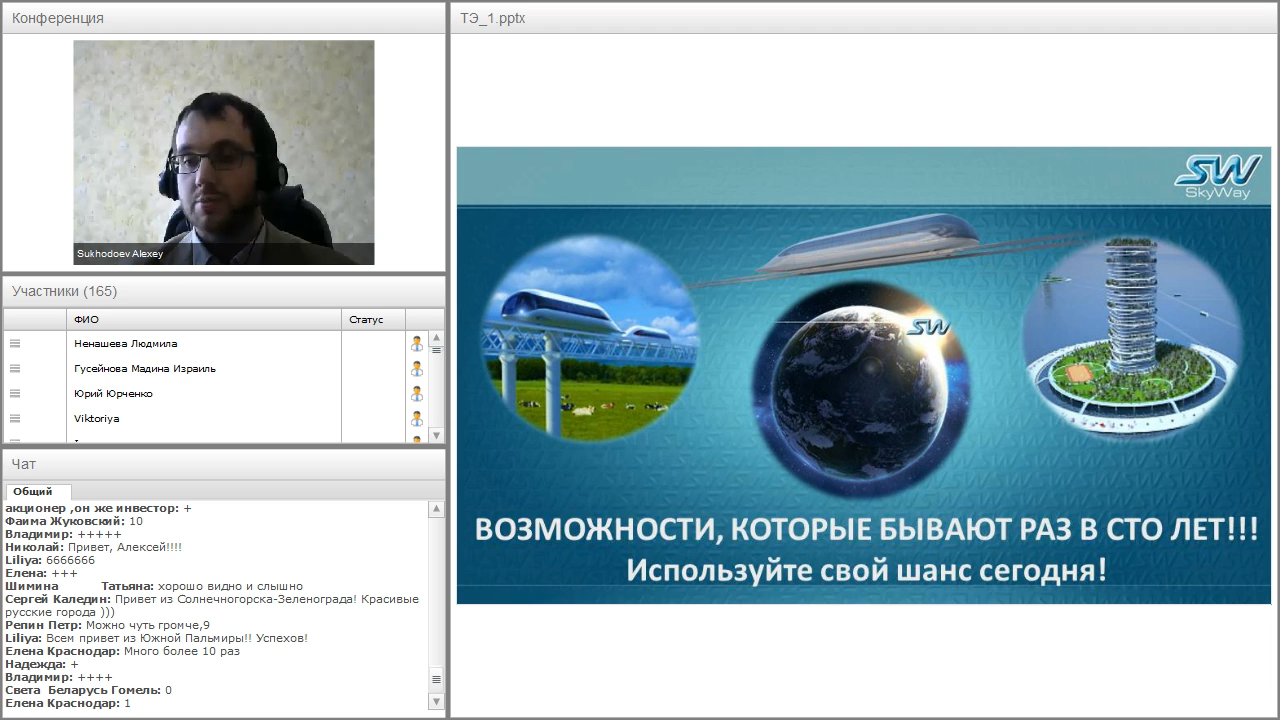 Конференция
Sukhodoev Alexey
Участники (165)
ФИО Статус
Ненашева Людмила
Гусейнова Мадина Израиль
Юрий Юрченко
Viktoriya
Чат
Общий
акционер ,он же инвестор: +
Фаима Жуковский: 10
Владимир: +++++
Николай: Привет, Алексей!!!!
Liliya: 6666666
Елена: +++
Шимина Татьяна: хорошо видно и слышно
Сергей Каледин: Привет из Солнечногорска-Зеленограда! Красивые
русские города )))
Репин Петр: Можно чуть громче,9
Liliya: Всем привет из Южной Пальмиры!! Успехов!
Елена Краснодар: Много более 10 раз
Надежда: +
Владимир: ++++
Света Беларусь Гомель: 0
Елена Краснодар: 1
ТЭ_1.pptx
SW
SkyWay
SW
ВОЗМОЖНОСТИ, КОТОРЫЕ БЫВАЮТ РАЗ В СТО ЛЕТ!!!
Используйте свой шанс сегодня!